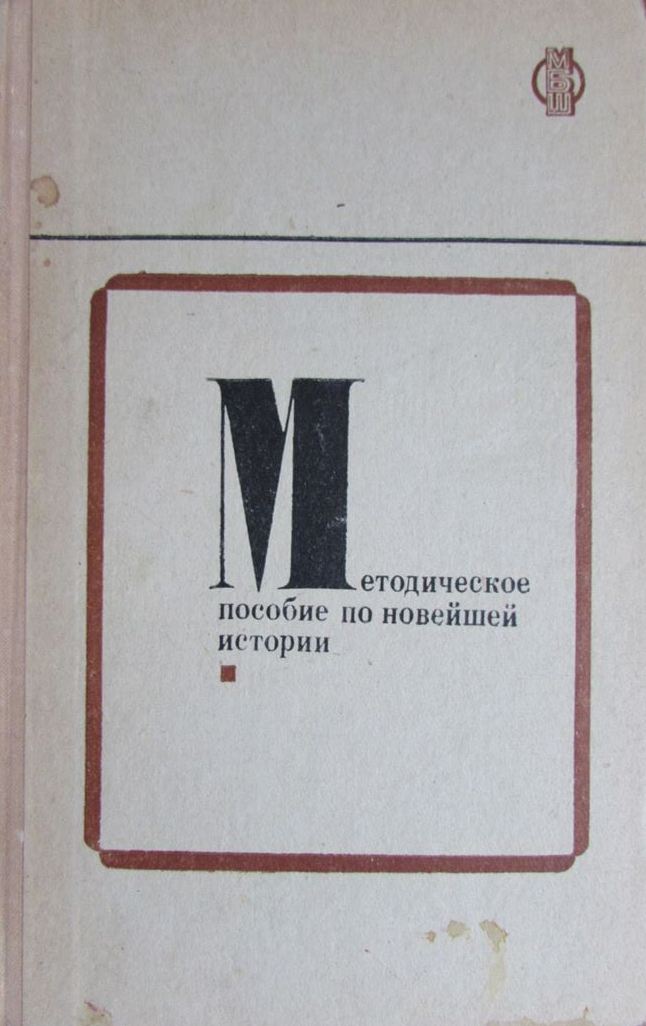 МБШ
Методическое
пособие по новейшей
истории